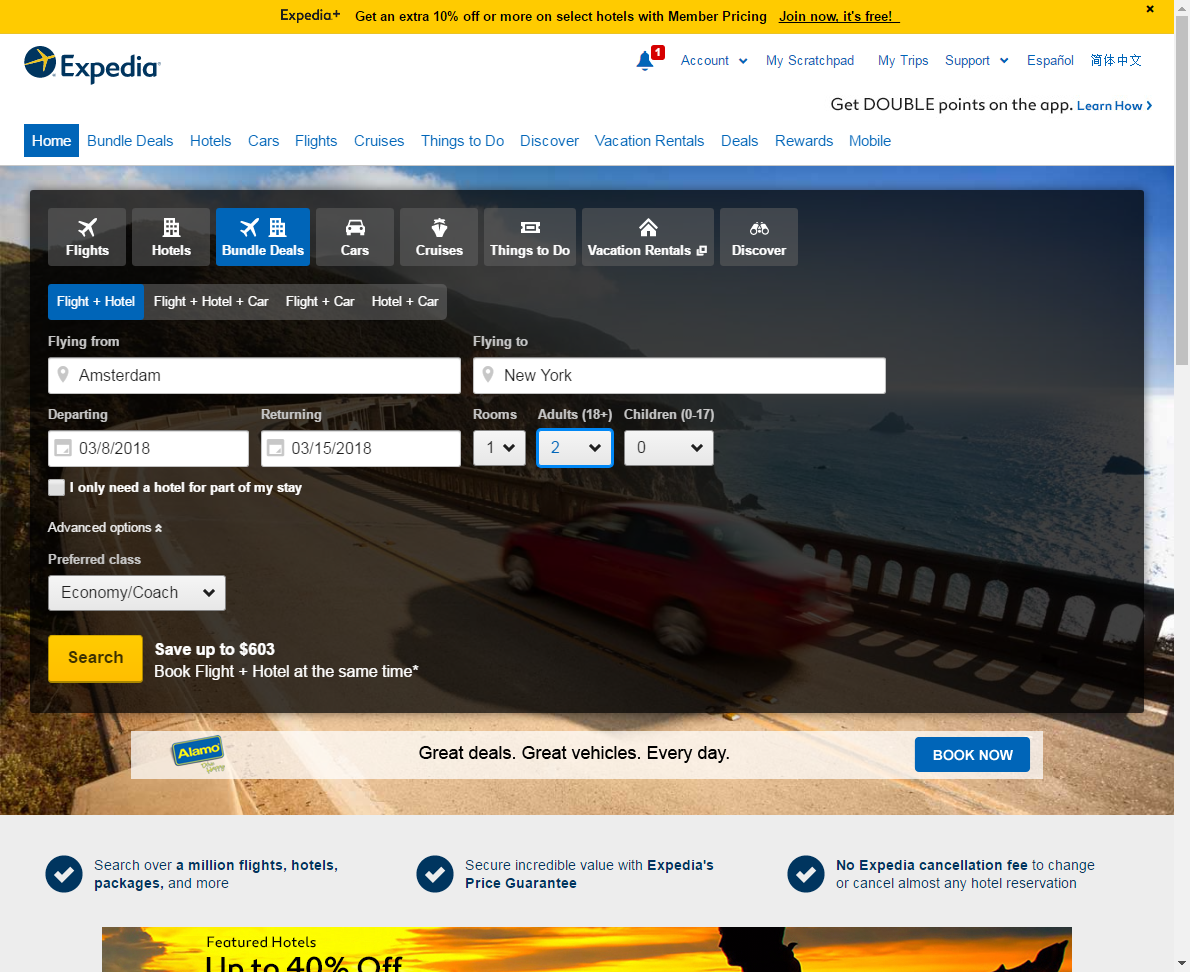 Expedia+ Get an extra 10% off or more on select hotels with Member Pricing Join now, it's free!
Expedia
1 Account My Scratchpad My Trips Support Español 简体中文
Get DOUBLE points on the app. Learn How
Home Bundle Deals Hotels Cars Flights Cruises Things to Do Discover Vacation Rentals Deals Rewards Mobile
Flights Hotels Bundle Deals Cars Cruises Things to Do Vacation Rentals Discover
Flight + Hotel Flight + Hotel + Car Flight + Car Hotel + Car
Flying from Flying to
Amsterdam New York
Departing Returning Rooms Adults (18+) Children (0-17)
03/8/2018 03/15/2018 1 2 0
I only need a hotel for part of my stay
Advanced options
Preferred class
Economy/Coach
Search Save up to $603
Book Flight + Hotel at the same time*
Alamo Great deals. Great vehicles. Every day. BOOK NOW
Search over a million flights, hotels,
packages, and more
Secure incredible value with Expedia's
Price Guarantee
No Expedia cancellation fee to change
or cancel almost any hotel reservation
Featured Hotels
Up to 40% Off